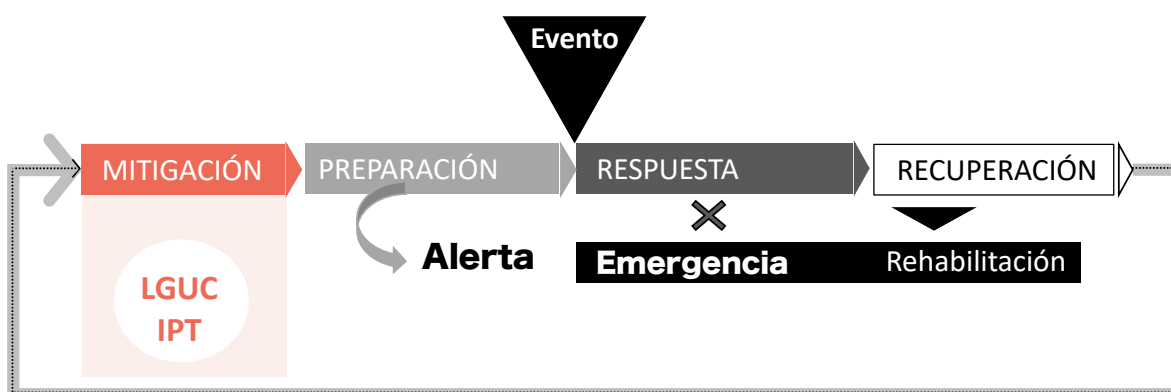 Evento
MITIGACIÓN
PREPARACIÓN
RESPUESTA
RECUPERACIÓN
Alerta
Emergencia
Rehabilitación
LGUC
IPT